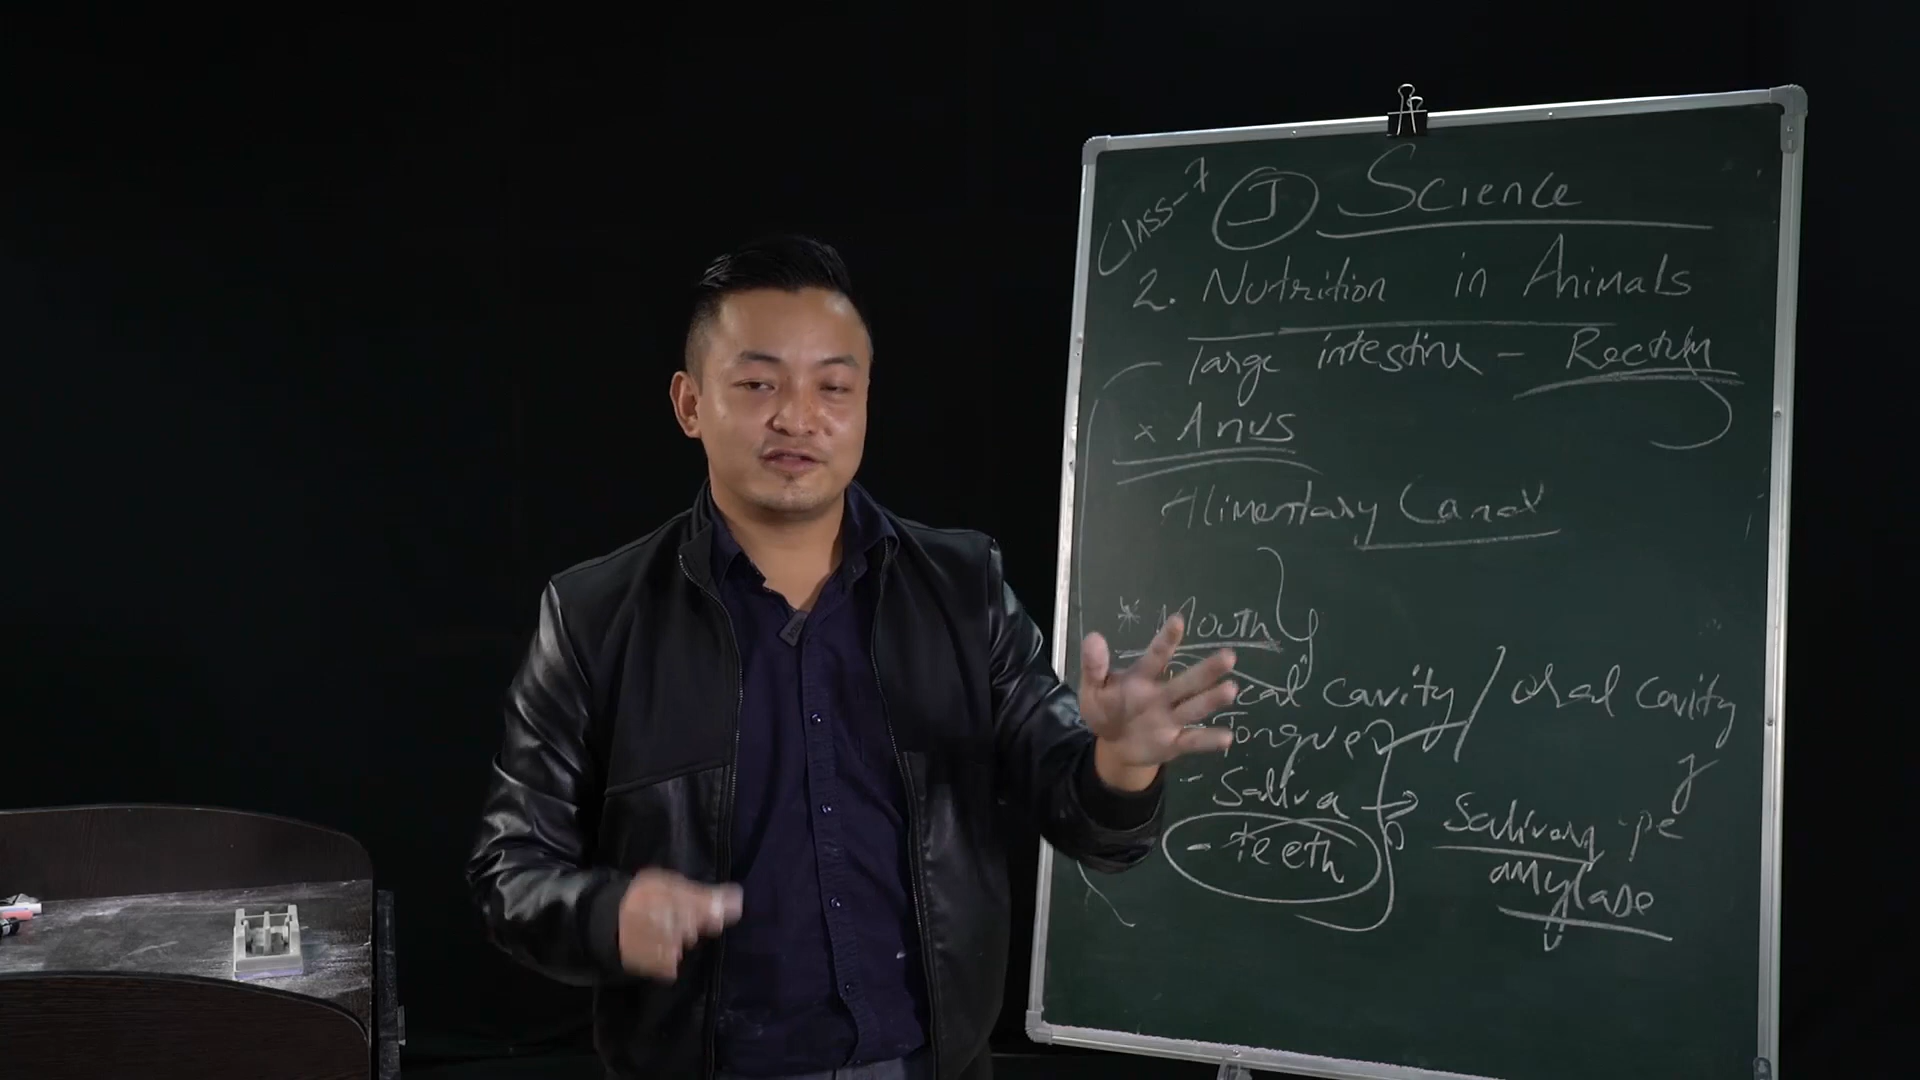 Class-7 (I) Science
2. Nutrition in Animals
- Large intestine - Rectum
x Anus
Alimentary Canal
* Mouth
cavity / oral cavity
- Tongue
- Saliva → Salivary
- Teeth
amylase